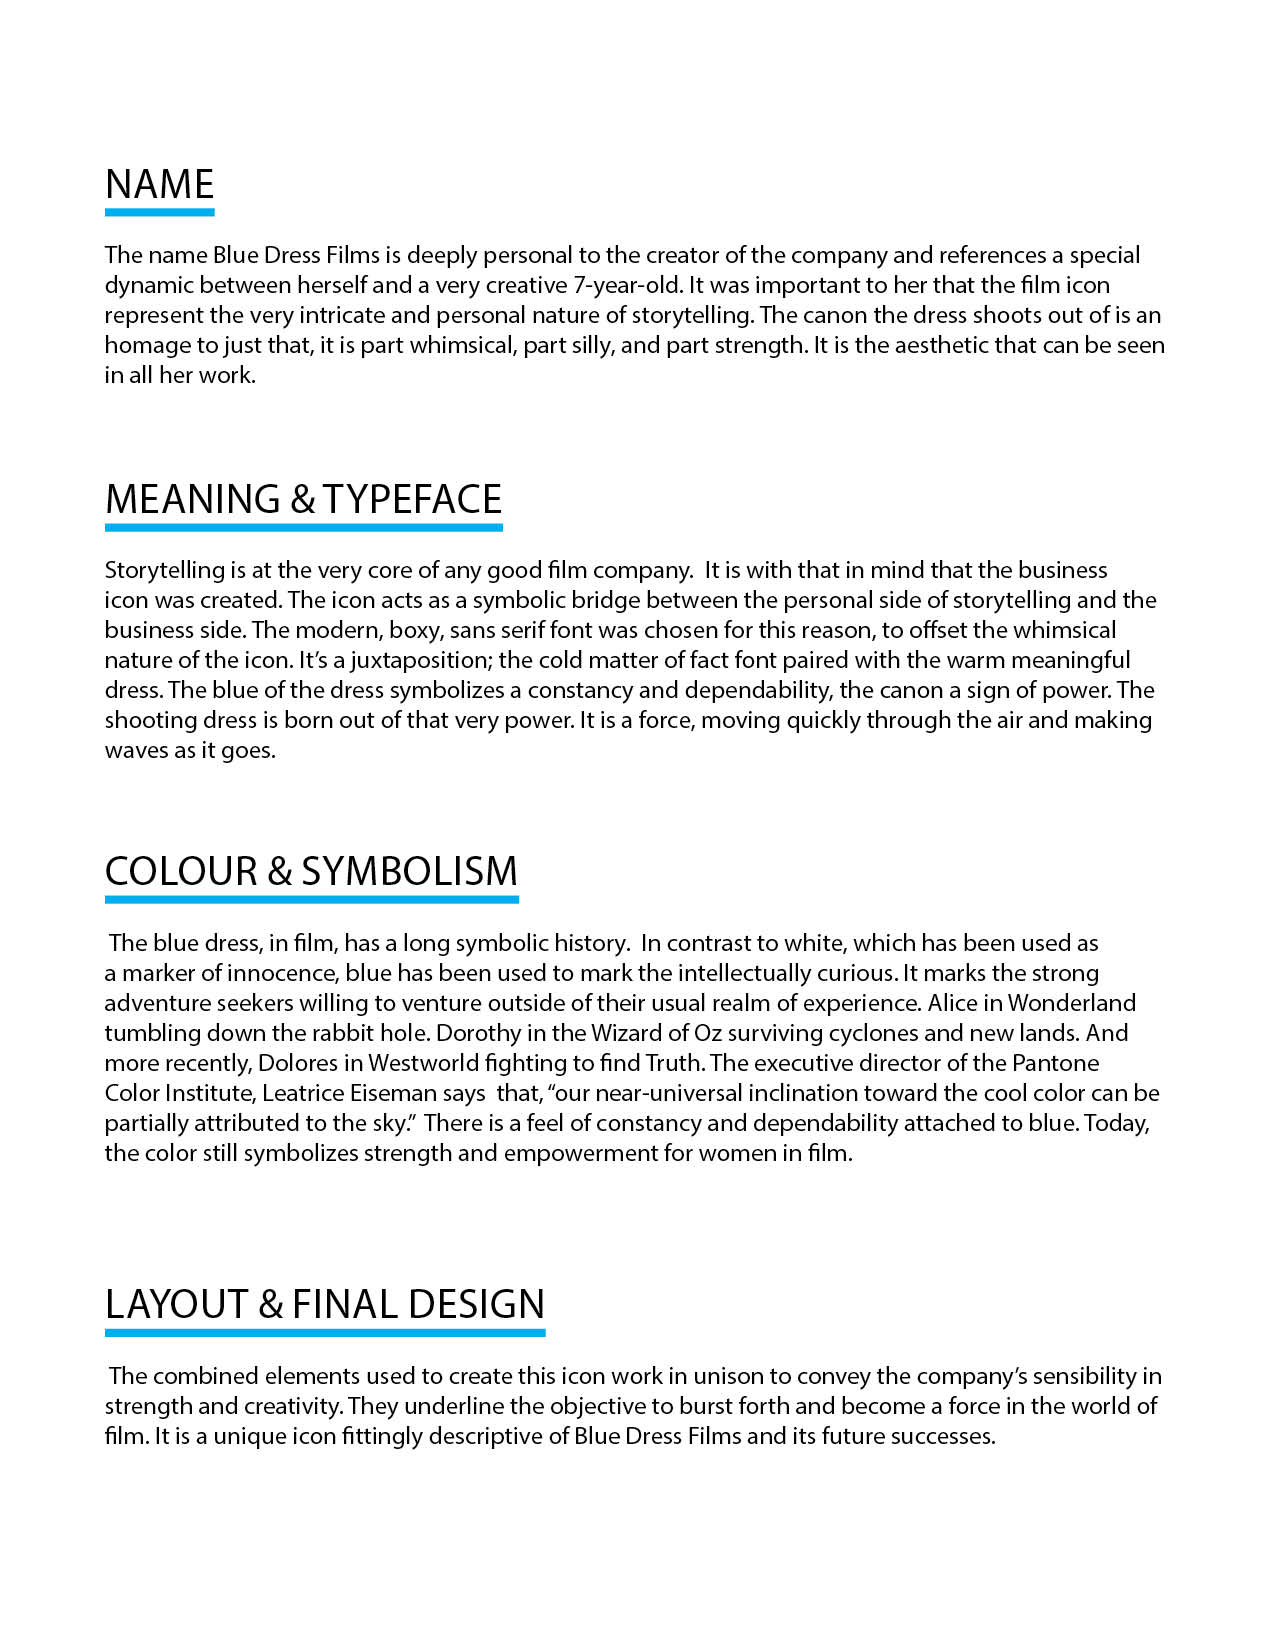 NAME
The name Blue Dress Films is deeply personal to the creator of the company and references a special
dynamic between herself and a very creative 7-year-old. It was important to her that the film icon
represent the very intricate and personal nature of storytelling. The canon the dress shoots out of is an
homage to just that, it is part whimsical, part silly, and part strength. It is the aesthetic that can be seen
in all her work.
MEANING & TYPEFACE
Storytelling is at the very core of any good film company.  It is with that in mind that the business
icon was created. The icon acts as a symbolic bridge between the personal side of storytelling and the
business side. The modern, boxy, sans serif font was chosen for this reason, to offset the whimsical
nature of the icon. It’s a juxtaposition; the cold matter of fact font paired with the warm meaningful
dress. The blue of the dress symbolizes a constancy and dependability, the canon a sign of power. The
shooting dress is born out of that very power. It is a force, moving quickly through the air and making
waves as it goes.
COLOUR & SYMBOLISM
The blue dress, in film, has a long symbolic history.  In contrast to white, which has been used as
a marker of innocence, blue has been used to mark the intellectually curious. It marks the strong
adventure seekers willing to venture outside of their usual realm of experience. Alice in Wonderland
tumbling down the rabbit hole. Dorothy in the Wizard of Oz surviving cyclones and new lands. And
more recently, Dolores in Westworld fighting to find Truth. The executive director of the Pantone
Color Institute, Leatrice Eiseman says  that, “our near-universal inclination toward the cool color can be
partially attributed to the sky.”  There is a feel of constancy and dependability attached to blue. Today,
the color still symbolizes strength and empowerment for women in film.
LAYOUT & FINAL DESIGN
The combined elements used to create this icon work in unison to convey the company’s sensibility in
strength and creativity. They underline the objective to burst forth and become a force in the world of
film. It is a unique icon fittingly descriptive of Blue Dress Films and its future successes.